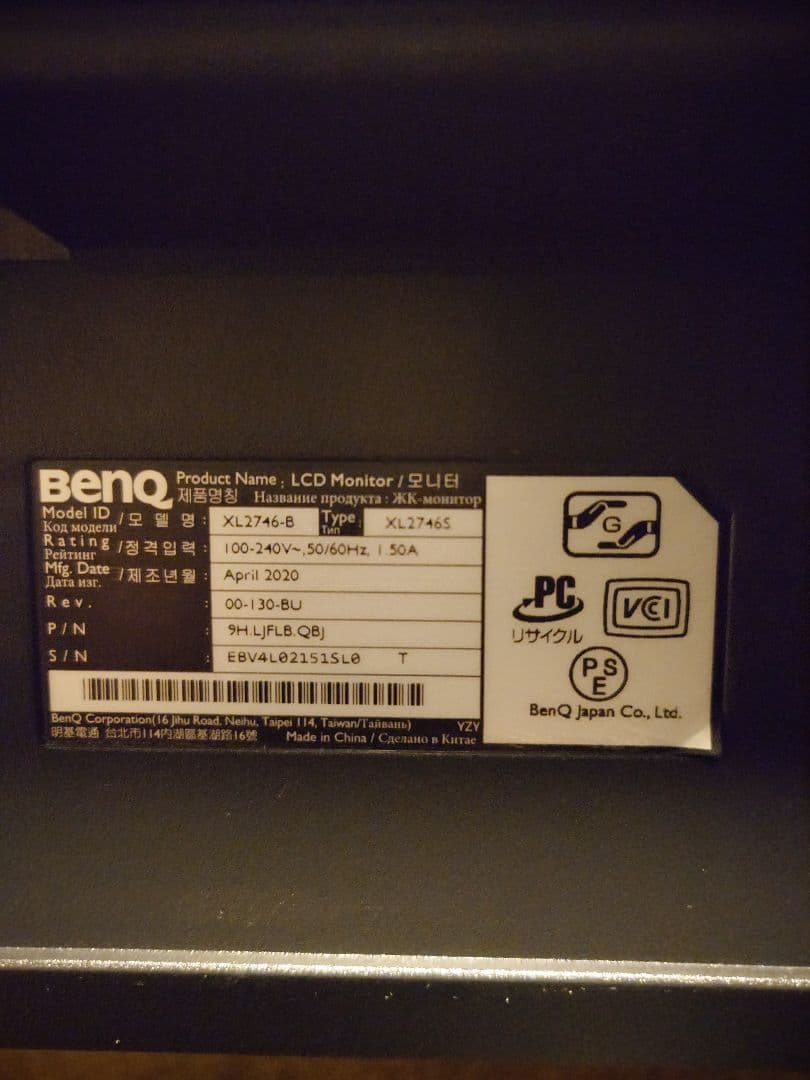 BenQ
Product Name : LCD Monitor / 모니터
제품명칭 Название продукта : ЖК-монитор
Model ID / 모 델 명 : XL2746-B Type : XL2746S
Код модели Тип
Rating / 정격입력 : 100-240V~,50/60Hz, 1.50A
Рейтинг
Mfg. Date / 제조년월 : April 2020
Дата изг.
Rev. : 00-130-BU
P/N : 9H.LJFLB.QBJ
S/N : EBV4L02151SL0 T
BenQ Corporation(16 Jihu Road, Neihu, Taipei 114, Taiwan/Тайвань) YZY
明基電通 台北市114內湖區基湖路16號 Made in China / Сделано в Китае
G
PC
リサイクル
VCCI
PSE
BenQ Japan Co., Ltd.